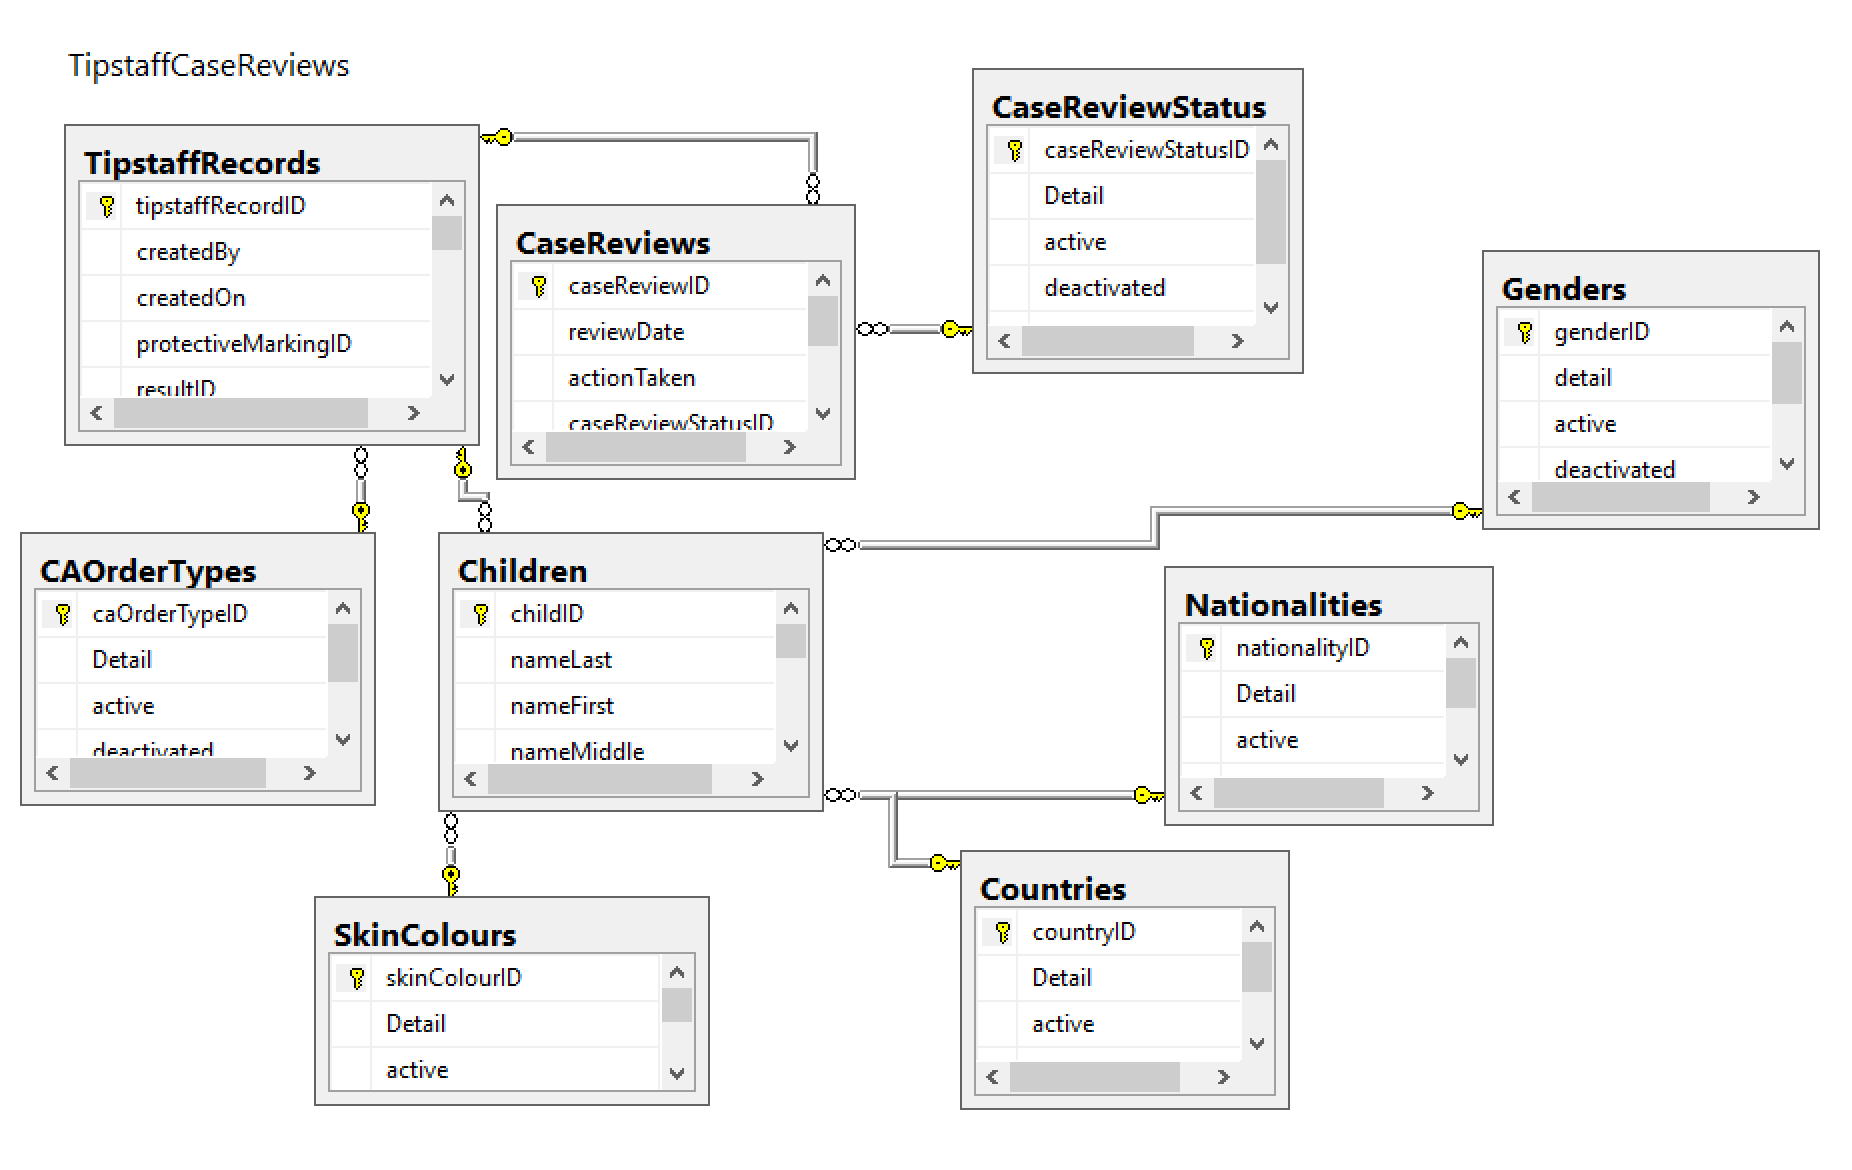 TipstaffCaseReviews
TipstaffRecords
tipstaffRecordID
createdBy
createdOn
protectiveMarkingID
resultID
CaseReviews
caseReviewID
reviewDate
actionTaken
caseReviewStatusID
CaseReviewStatus
caseReviewStatusID
Detail
active
deactivated
Genders
genderID
detail
active
deactivated
CAOrderTypes
caOrderTypeID
Detail
active
deactivated
Children
childID
nameLast
nameFirst
nameMiddle
Nationalities
nationalityID
Detail
active
SkinColours
skinColourID
Detail
active
Countries
countryID
Detail
active